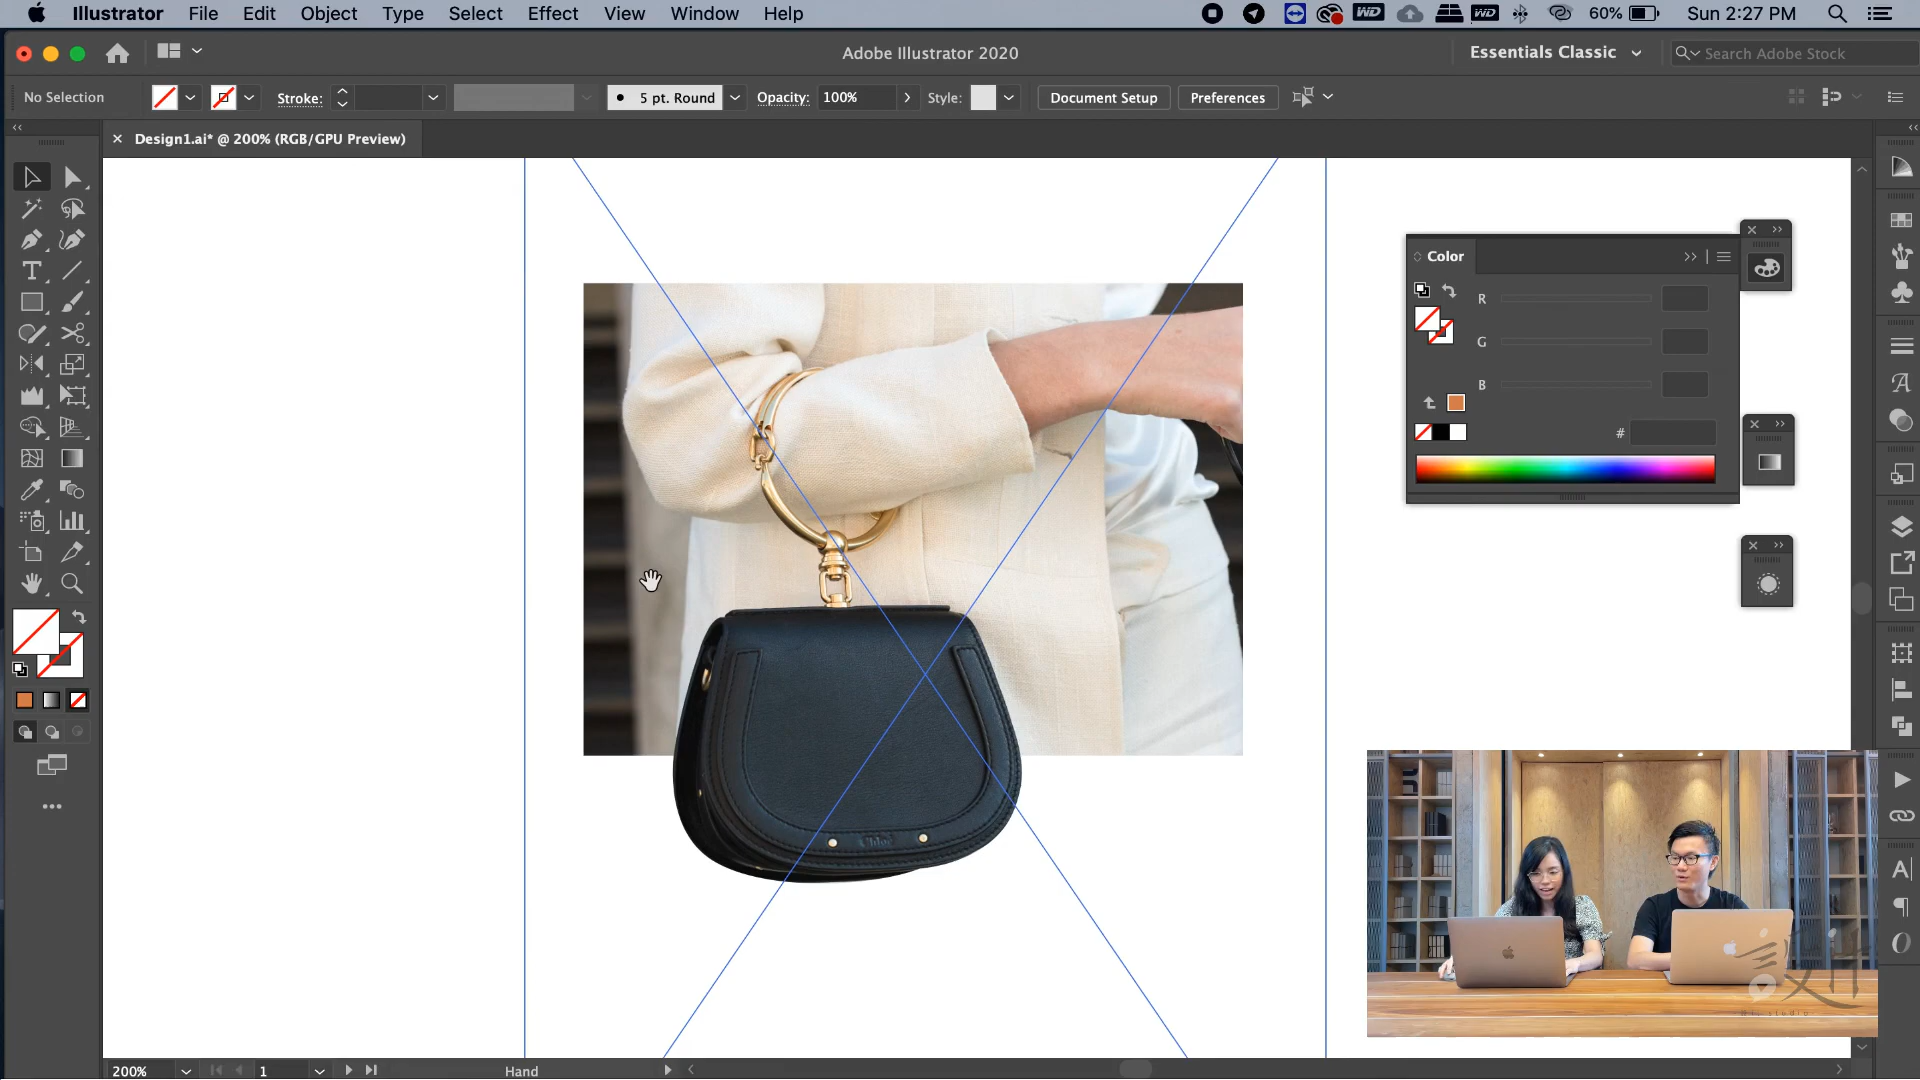 Illustrator File Edit Object Type Select Effect View Window Help
60% Sun 2:27 PM
Adobe Illustrator 2020
Essentials Classic
Search Adobe Stock
No Selection
Stroke:
5 pt. Round
Opacity: 100%
Style:
Document Setup
Preferences
Design1.ai* @ 200% (RGB/GPU Preview)
Color
R
G
B
#
Chloé
200%
1
Hand